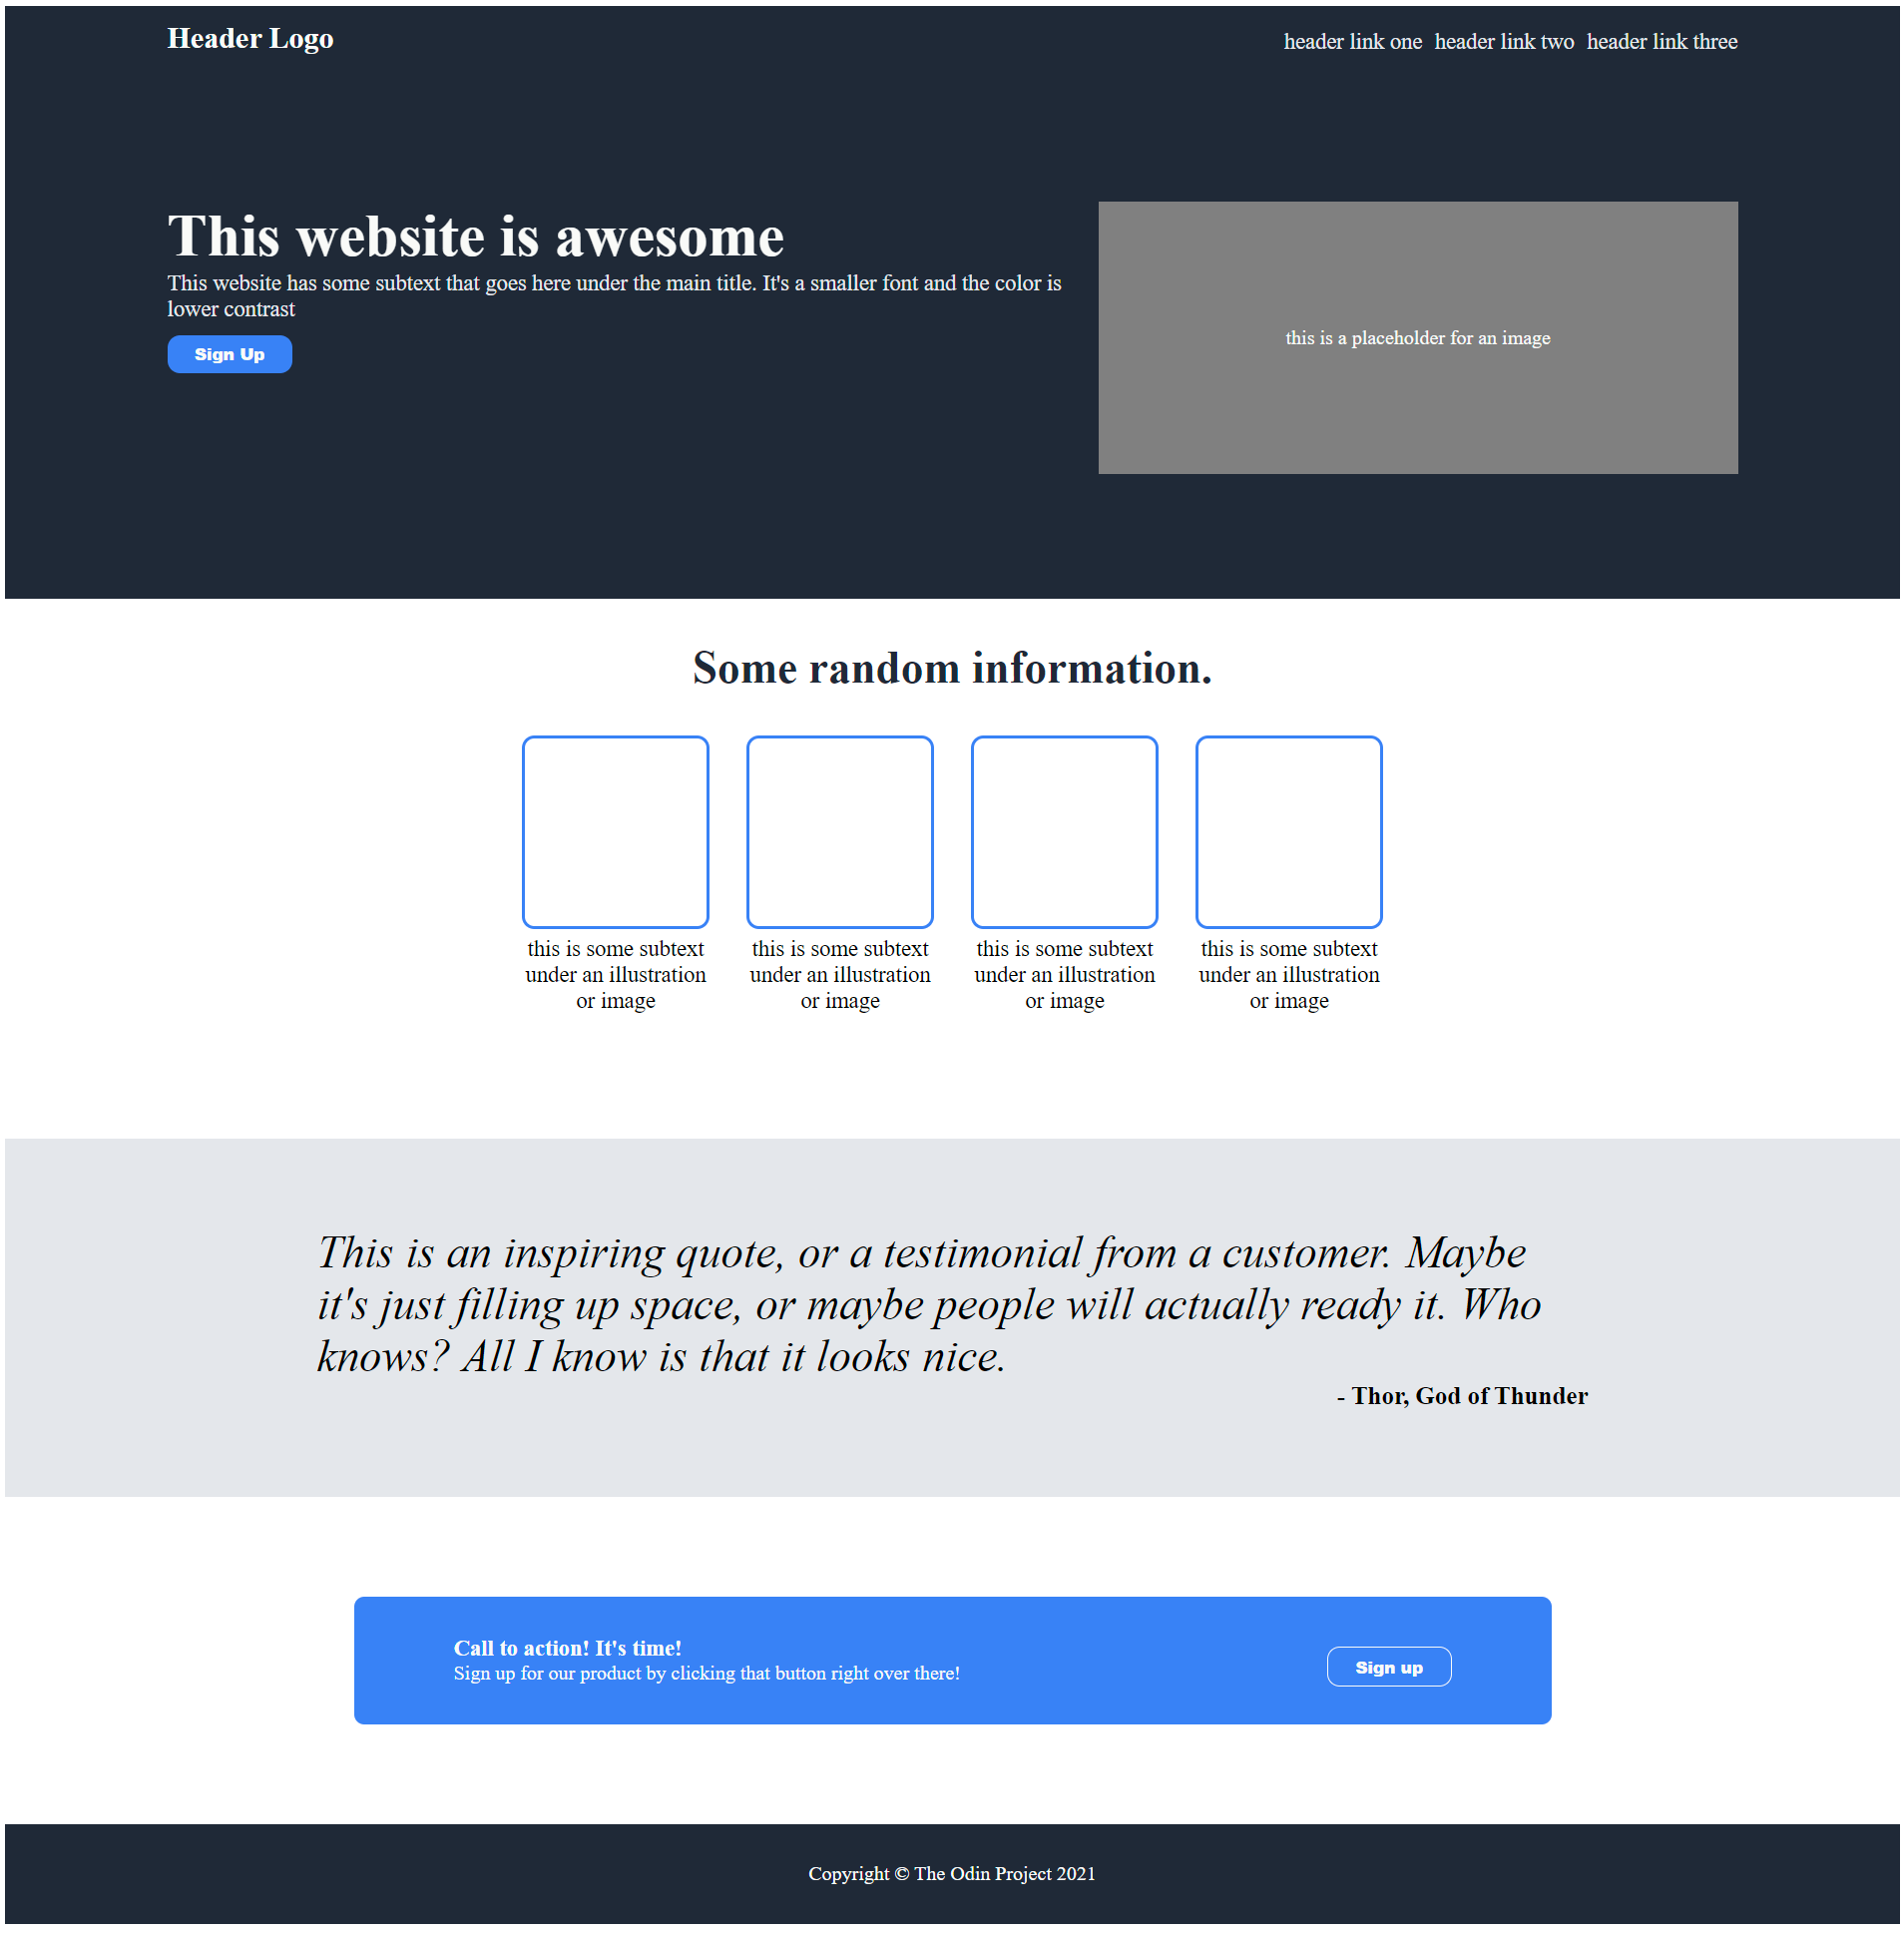 Header Logo
header link one header link two header link three
This website is awesome
This website has some subtext that goes here under the main title. It's a smaller font and the color is
lower contrast
Sign Up
this is a placeholder for an image
Some random information.
this is some subtext
under an illustration
or image
this is some subtext
under an illustration
or image
this is some subtext
under an illustration
or image
this is some subtext
under an illustration
or image
This is an inspiring quote, or a testimonial from a customer. Maybe
it's just filling up space, or maybe people will actually ready it. Who
knows? All I know is that it looks nice.
- Thor, God of Thunder
Call to action! It's time!
Sign up for our product by clicking that button right over there!
Sign up
Copyright © The Odin Project 2021